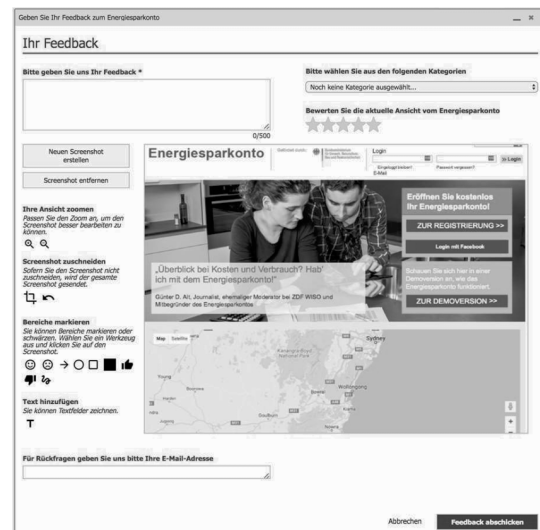 Geben Sie Ihr Feedback zum Energiesparkonto
Ihr Feedback
Bitte geben Sie uns Ihr Feedback *
0/500
Bitte wählen Sie aus den folgenden Kategorien
Noch keine Kategorie ausgewählt...
Bewerten Sie die aktuelle Ansicht vom Energiesparkonto
Neuen Screenshot
erstellen
Screenshot entfernen
Ihre Ansicht zoomen
Passen Sie den Zoom an, um den
Screenshot besser bearbeiten zu
können.
Screenshot zuschneiden
Sofern Sie den Screenshot nicht
zuschneiden, wird der gesamte
Screenshot gesendet.
Bereiche markieren
Sie können Bereiche markieren oder
schwärzen. Wählen Sie ein Werkzeug
aus und klicken Sie auf den
Screenshot.
Text hinzufügen
Sie können Textfelder zeichnen.
T
Energiesparkonto
Login
Login
Eingeloggt bleiben?
Passwort vergessen?
E-Mail
Eröffnen Sie kostenlos
Ihr Energiesparkonto!
ZUR REGISTRIERUNG >>
Login mit Facebook
„Überblick bei Kosten und Verbrauch? Hab'
ich mit dem Energiesparkonto!"
Günter D. Alt, Journalist, ehemaliger Moderator bei ZDF WISO und
Mitbegründer des Energiesparkontos.
Schauen Sie sich hier in einer
Demoversion an, wie das
Energiesparkonto funktioniert.
ZUR DEMOVERSION >>
Map Satellite
Sydney
Young
Wollongong
Goulburn
Für Rückfragen geben Sie uns bitte Ihre E-Mail-Adresse
Abbrechen
Feedback abschicken